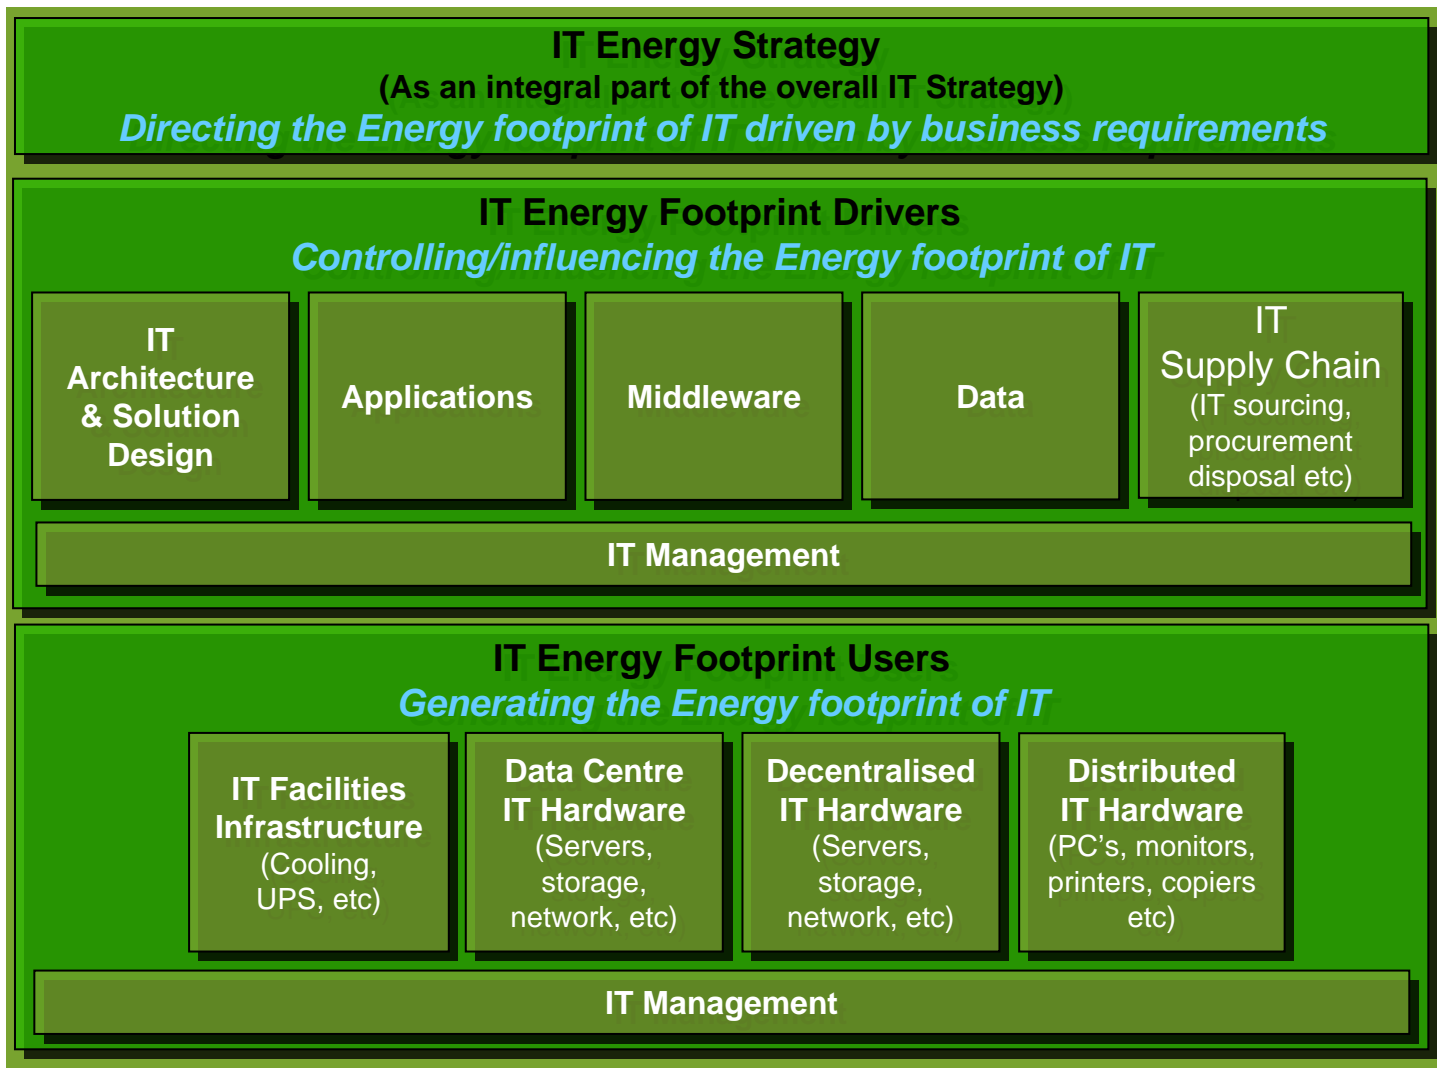 IT Energy Strategy
(As an integral part of the overall IT Strategy)
Directing the Energy footprint of IT driven by business requirements
IT Energy Footprint Drivers
Controlling/influencing the Energy footprint of IT
IT
Architecture
& Solution
Design
Applications
Middleware
Data
IT
Supply Chain
(IT sourcing,
procurement
disposal etc)
IT Management
IT Energy Footprint Users
Generating the Energy footprint of IT
IT Facilities
Infrastructure
(Cooling,
UPS, etc)
Data Centre
IT Hardware
(Servers,
storage,
network, etc)
Decentralised
IT Hardware
(Servers,
storage,
network, etc)
Distributed
IT Hardware
(PC’s, monitors,
printers, copiers
etc)
IT Management